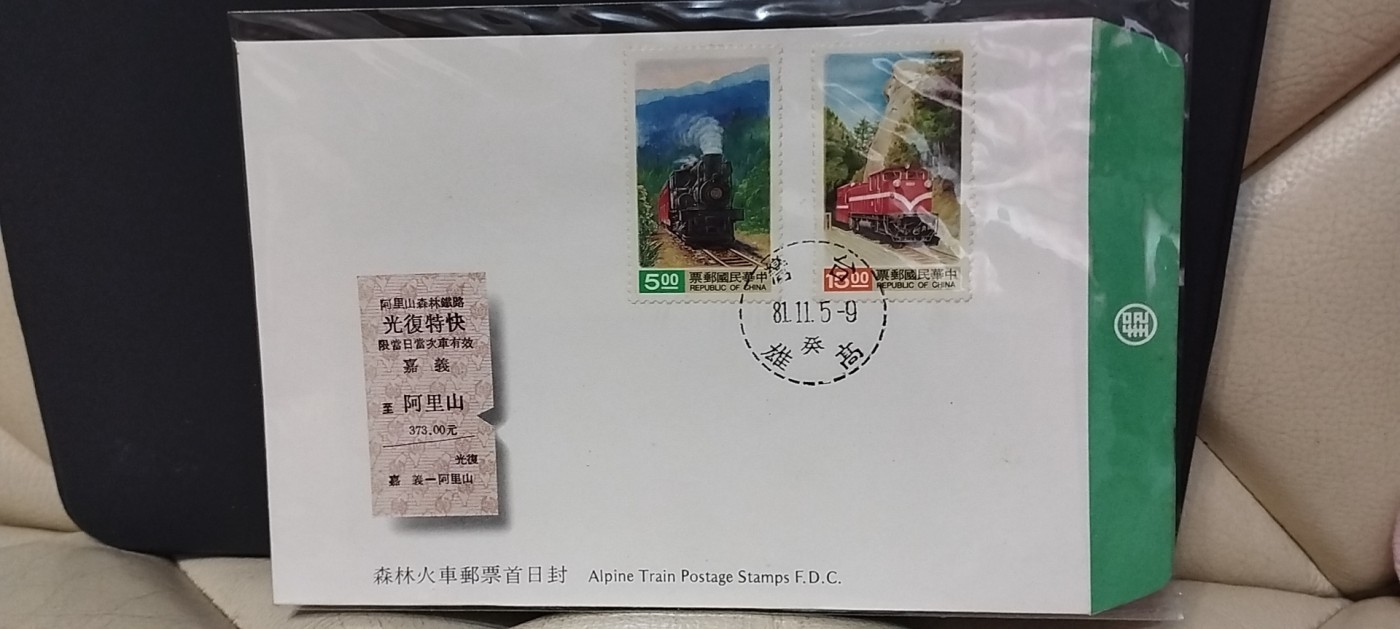 5.00
票郵國民華中
REPUBLIC OF CHINA
15.00
票郵國民華中
REPUBLIC OF CHINA
81.11.5-9
雄癸高
阿里山森林鐵路
光復特快
限當日當次車有效
嘉義
至 阿里山
373.00元
光復
嘉 義－阿里山
森林火車郵票首日封 Alpine Train Postage Stamps F.D.C.